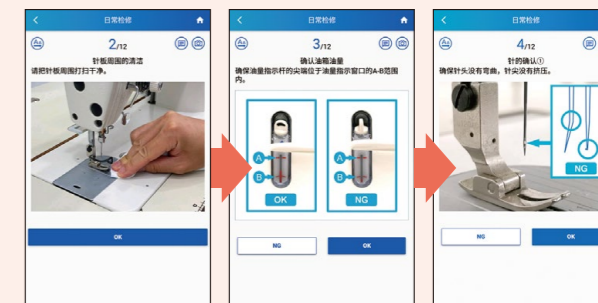 日常检修
2/12
针板周围的清洁
请把针板周围打扫干净。
OK
日常检修
3/12
确认油箱油量
确保油量指示杆的尖端位于油量指示窗口的A-B范围
内。
A
B
OK
A
B
NG
NG
OK
日常检修
4/12
针的确认①
确保针头没有弯曲，针尖没有挤压。
NG
NG
OK